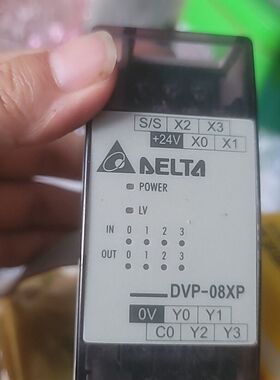 S/S X2 X3
+24V X0 X1
DELTA
POWER
LV
IN 0 1 2 3
OUT 0 1 2 3
DVP-08XP
0V Y0 Y1
C0 Y2 Y3